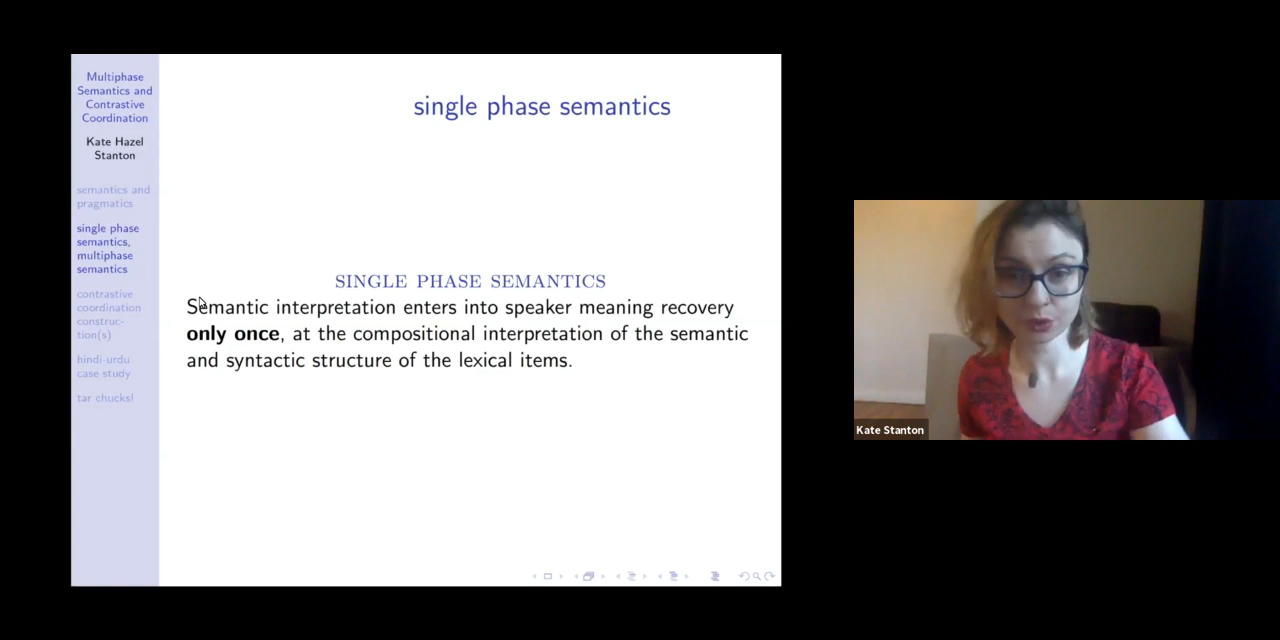 Multiphase
Semantics and
Contrastive
Coordination
Kate Hazel
Stanton
semantics and
pragmatics
single phase
semantics,
multiphase
semantics
contrastive
coordination
construc-
tion(s)
hindi-urdu
case study
tar chucks!
single phase semantics
SINGLE PHASE SEMANTICS
Semantic interpretation enters into speaker meaning recovery
only once, at the compositional interpretation of the semantic
and syntactic structure of the lexical items.
Kate Stanton